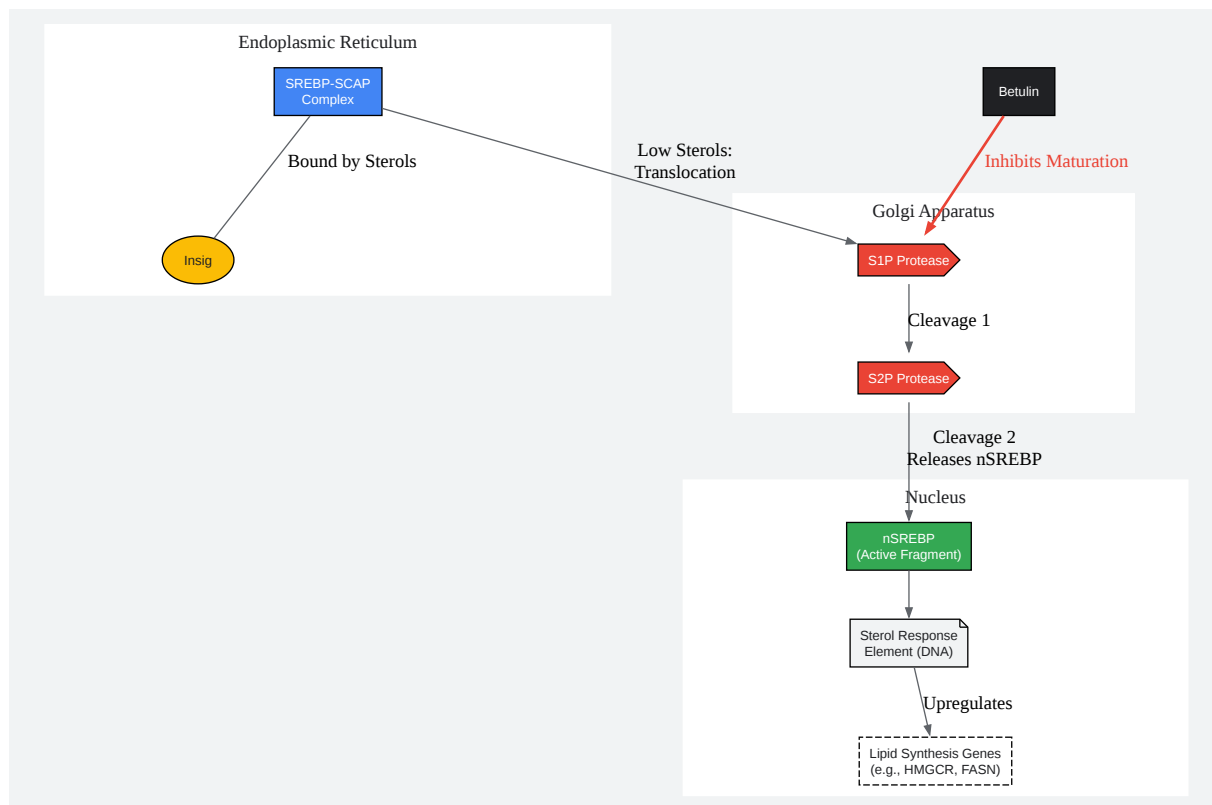 Endoplasmic Reticulum
SREBP-SCAP
Complex
Betulin
Bound by Sterols
Low Sterols:
Translocation
Inhibits Maturation
Golgi Apparatus
Insig
S1P Protease
Cleavage 1
S2P Protease
Cleavage 2
Releases nSREBP
Nucleus
nSREBP
(Active Fragment)
Sterol Response
Element (DNA)
Upregulates
Lipid Synthesis Genes
(e.g., HMGCR, FASN)